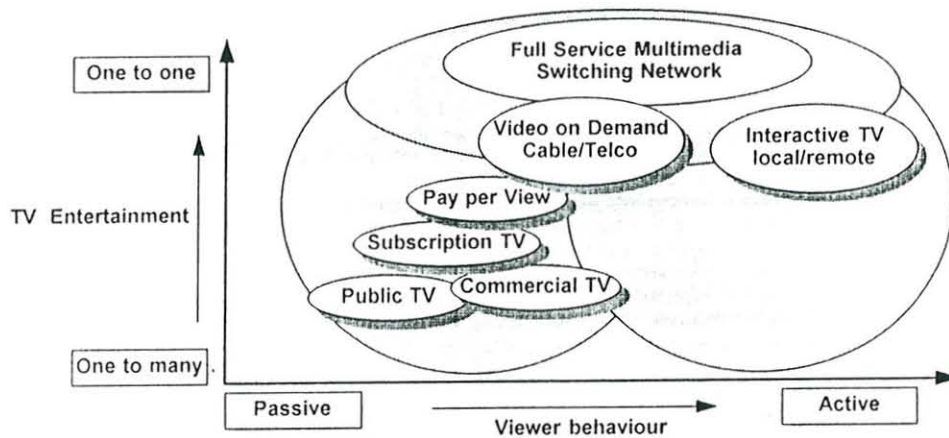 Full Service Multimedia
Switching Network
One to one
Video on Demand
Cable/Telco
Interactive TV
local/remote
Pay per View
TV Entertainment
Subscription TV
Public TV
Commercial TV
One to many
Passive
Active
Viewer behaviour